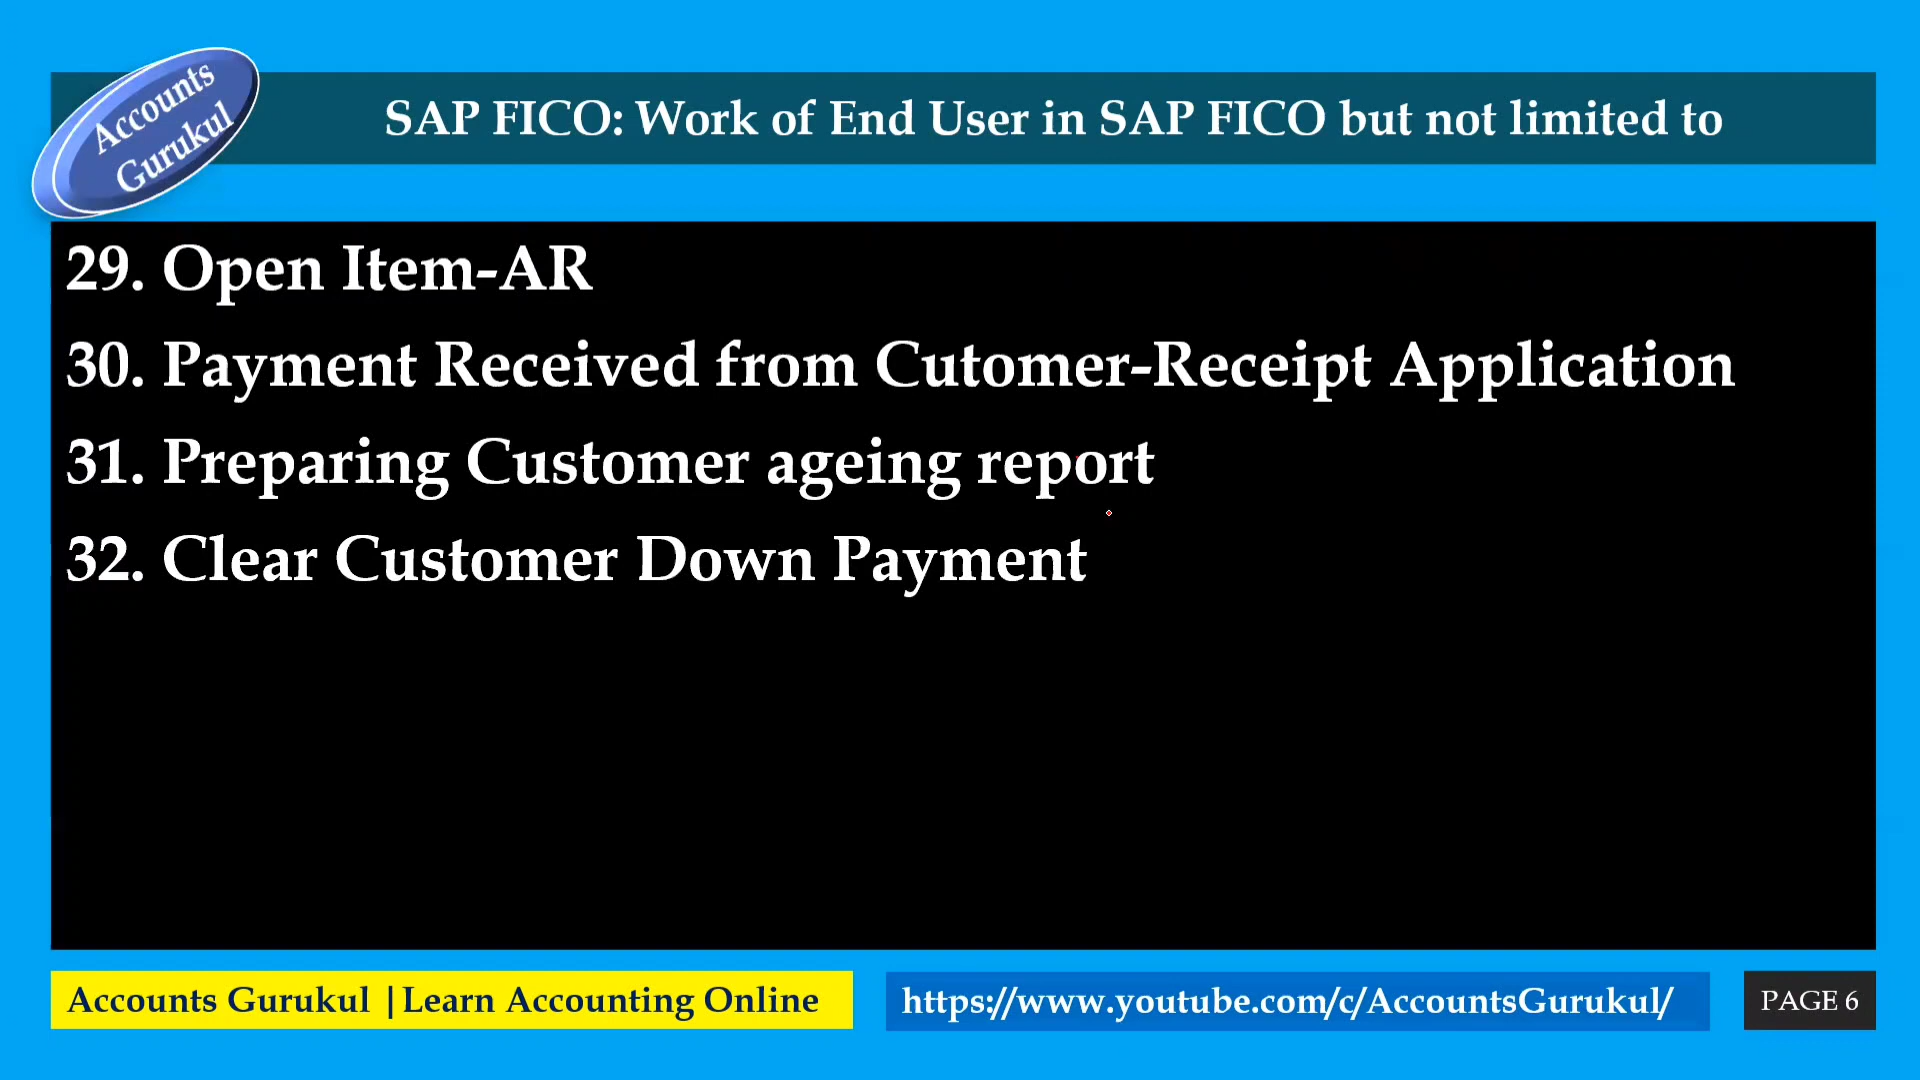 Accounts
Gurukul
SAP FICO: Work of End User in SAP FICO but not limited to
29. Open Item-AR
30. Payment Received from Cutomer-Receipt Application
31. Preparing Customer ageing report
32. Clear Customer Down Payment
Accounts Gurukul |Learn Accounting Online
https://www.youtube.com/c/AccountsGurukul/
PAGE 6